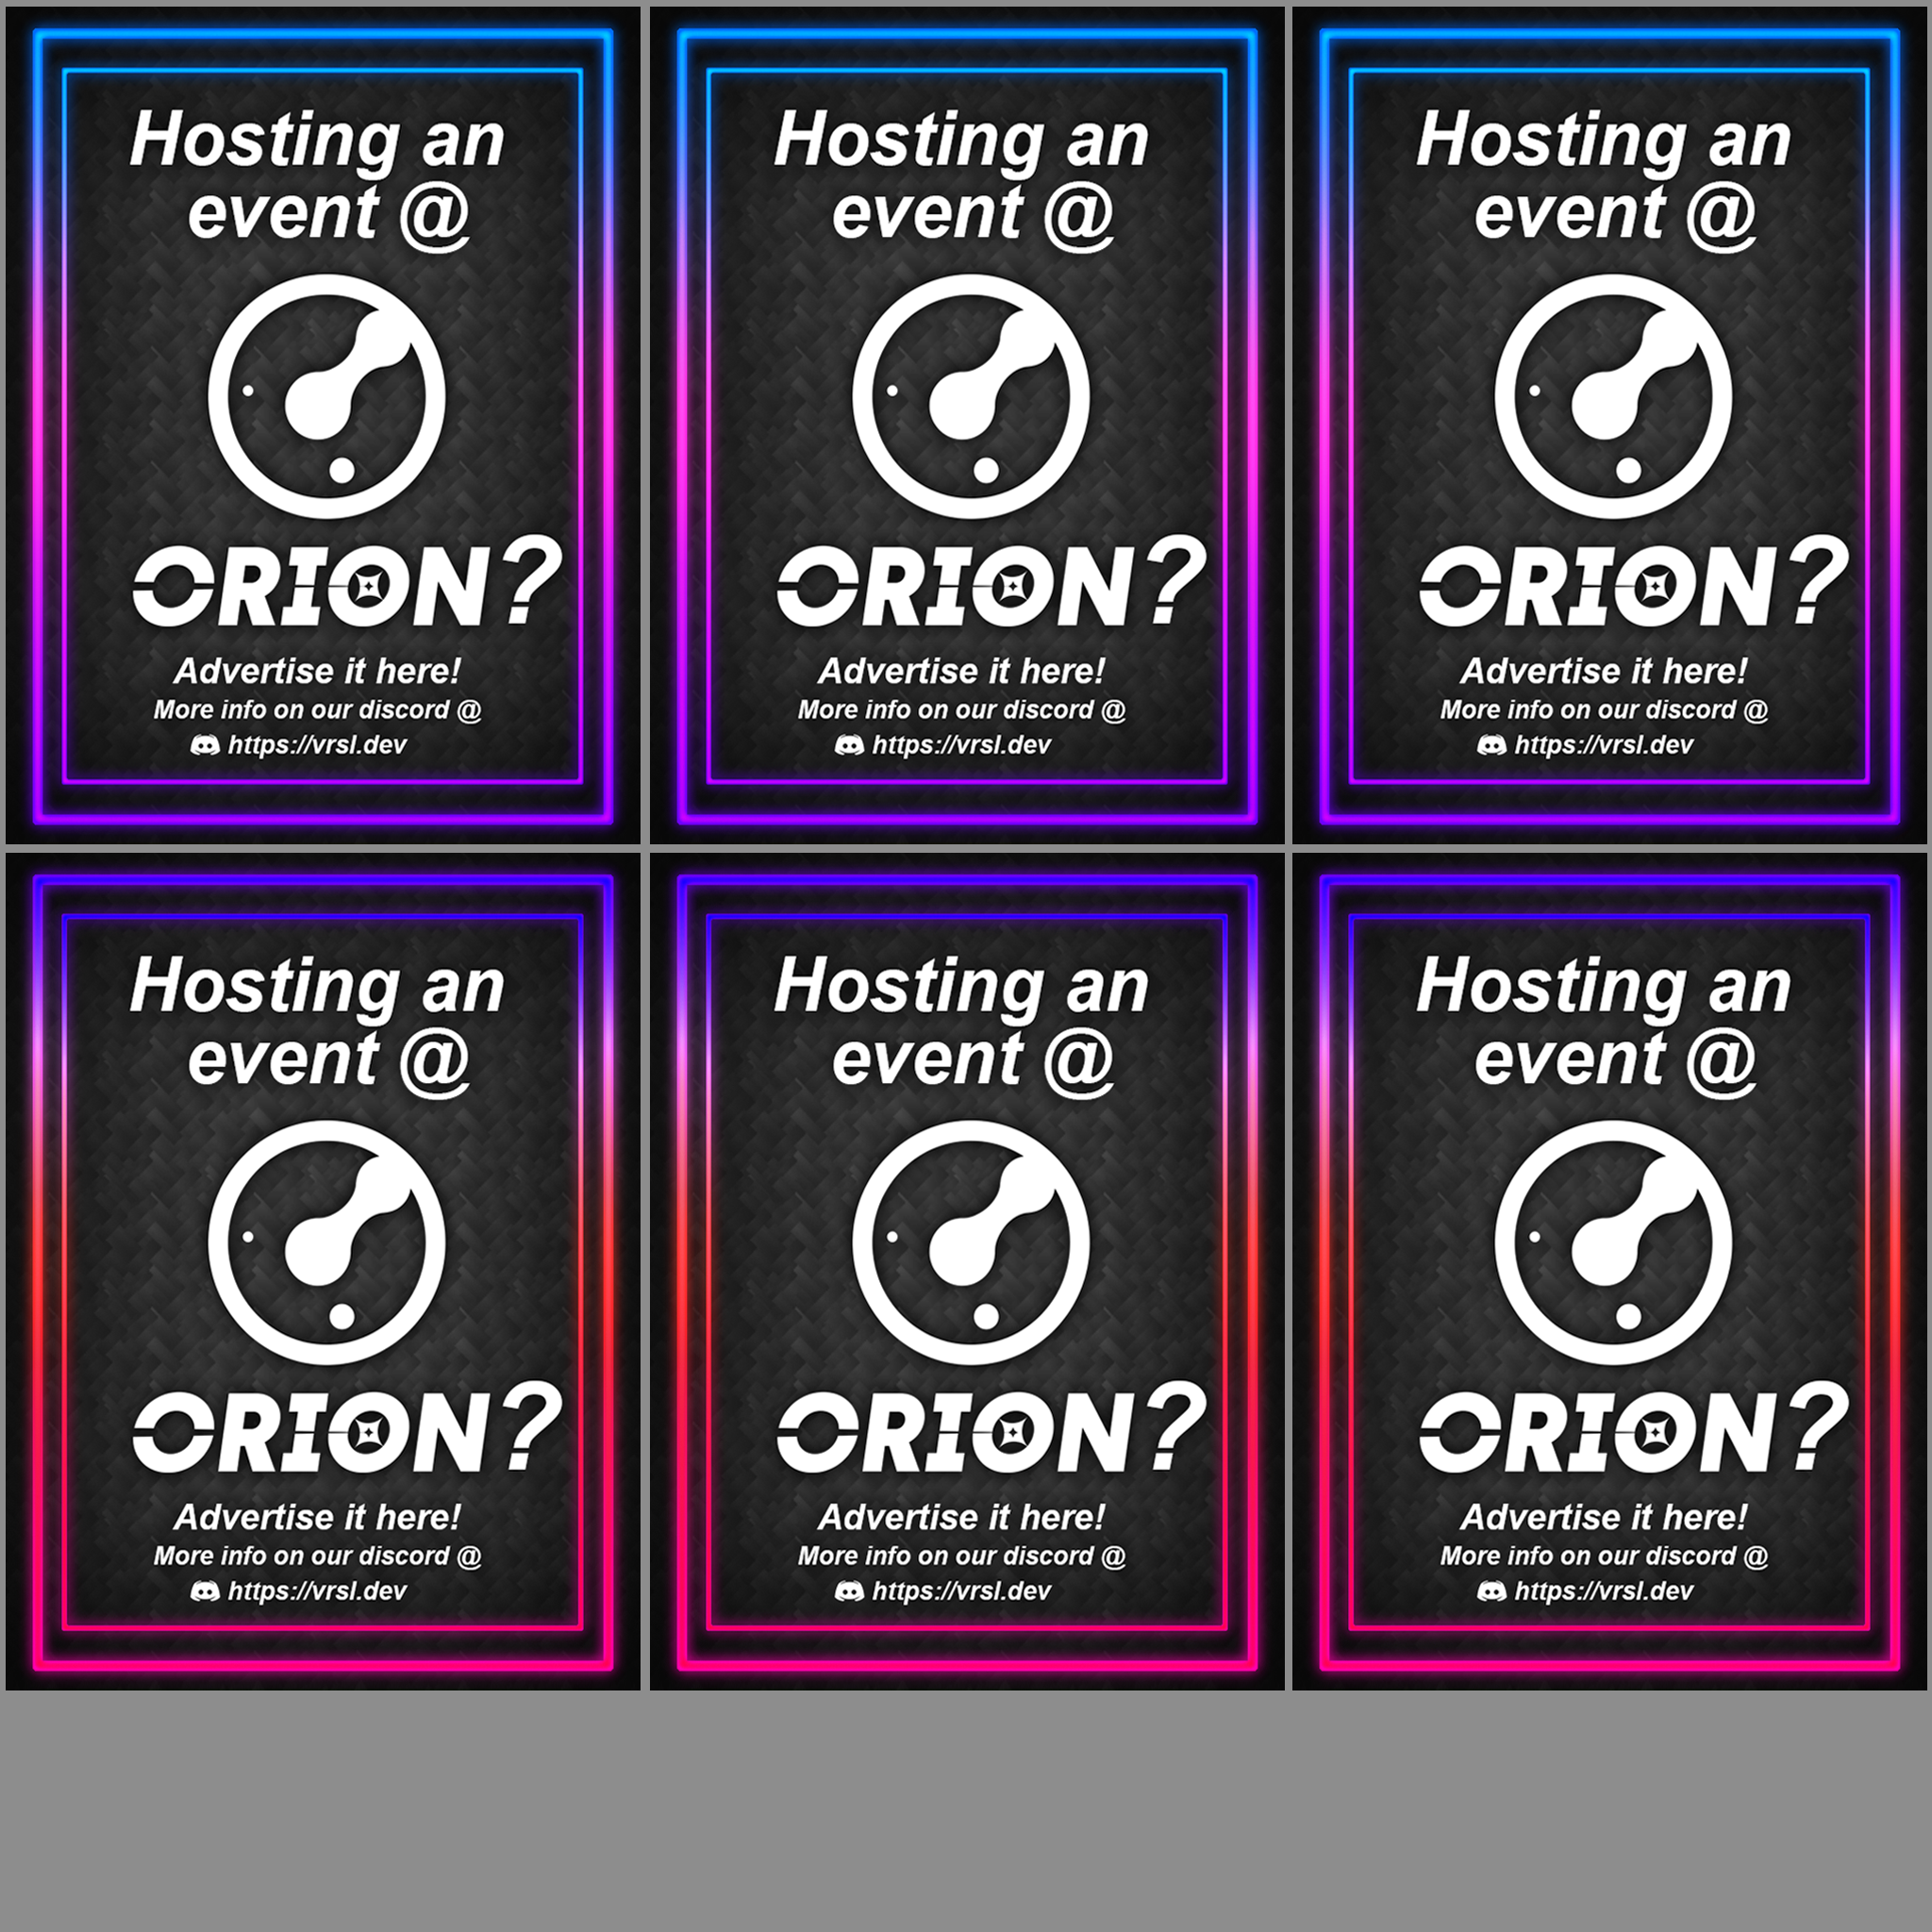 Hosting an
event @
ORION?
Advertise it here!
More info on our discord @
https://vrsl.dev
Hosting an
event @
ORION?
Advertise it here!
More info on our discord @
https://vrsl.dev
Hosting an
event @
ORION?
Advertise it here!
More info on our discord @
https://vrsl.dev
Hosting an
event @
ORION?
Advertise it here!
More info on our discord @
https://vrsl.dev
Hosting an
event @
ORION?
Advertise it here!
More info on our discord @
https://vrsl.dev
Hosting an
event @
ORION?
Advertise it here!
More info on our discord @
https://vrsl.dev